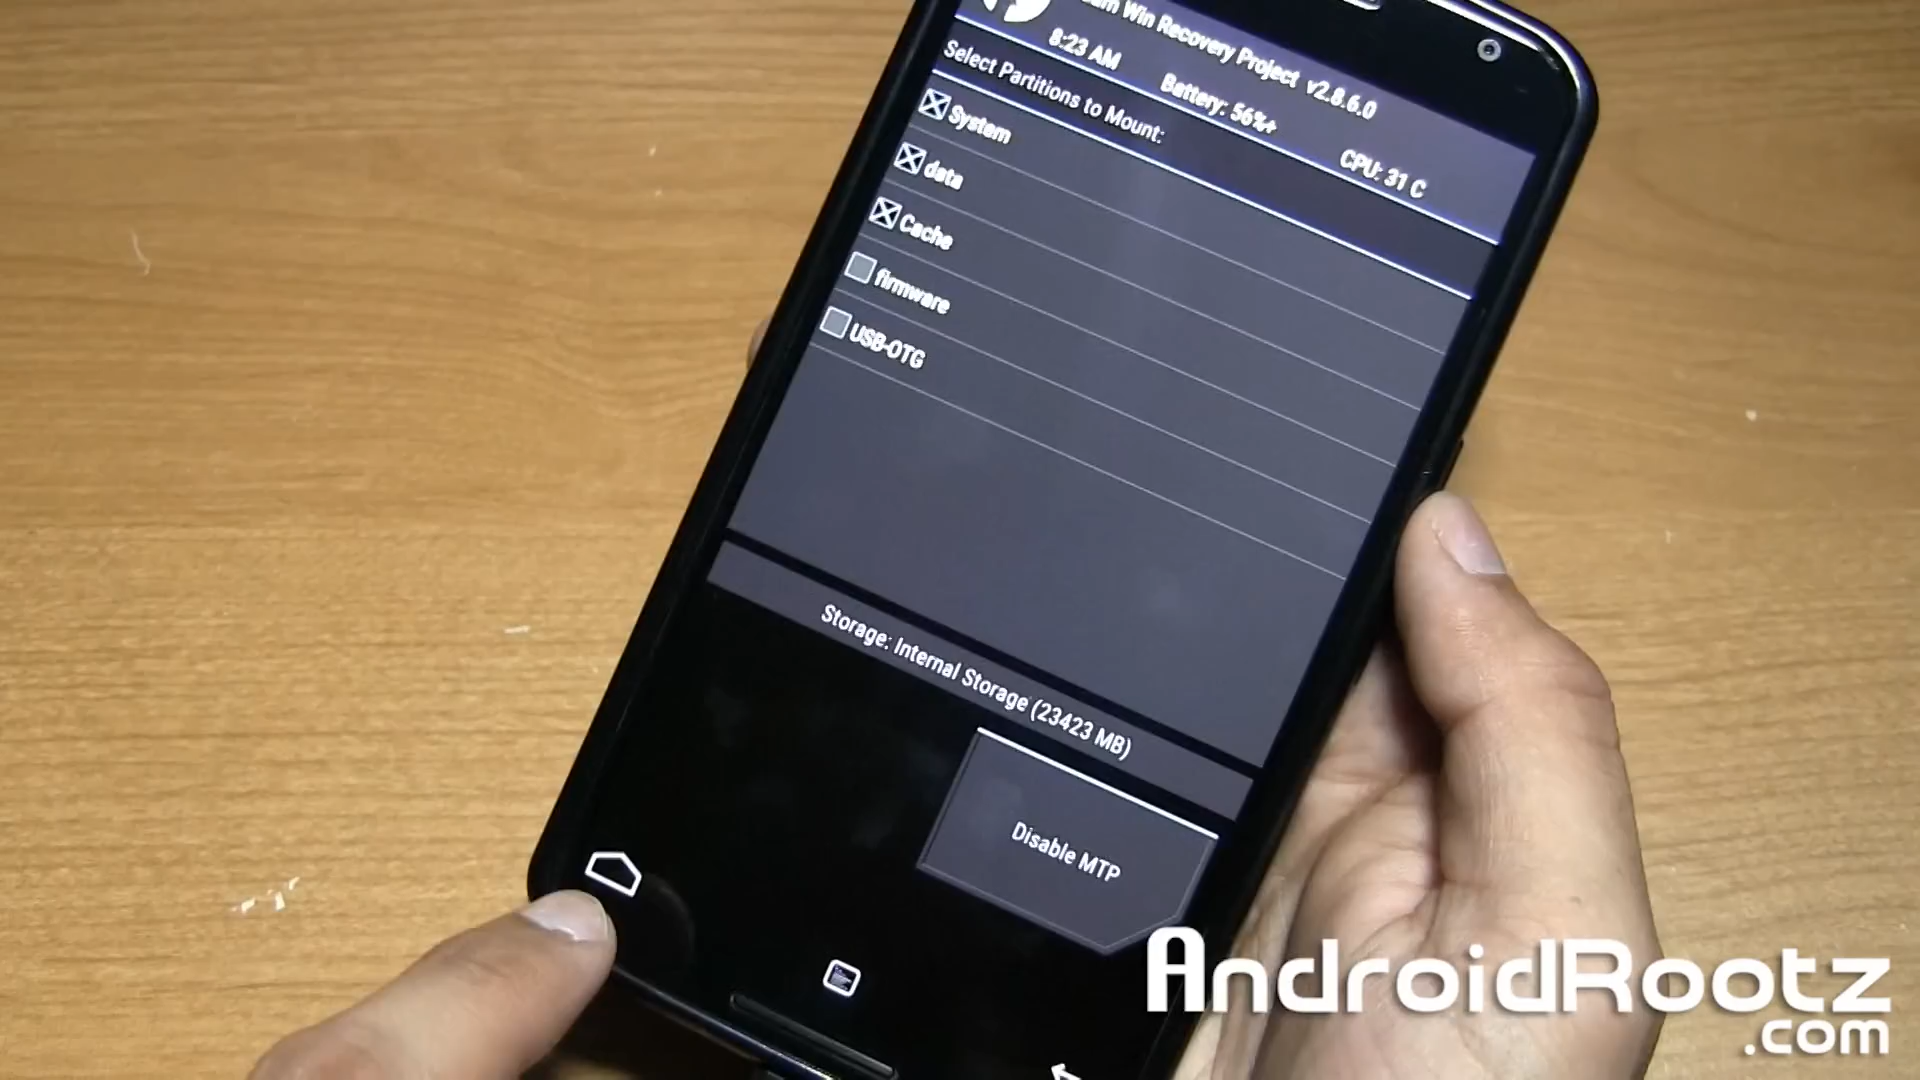 Win Recovery Project v2.8.6.0
8:23 AM
Battery: 56%+
CPU: 31 C
Select Partitions to Mount:
System
data
Cache
firmware
USB-OTG
Storage: Internal Storage (23423 MB)
Disable MTP
AndroidRootz
.com